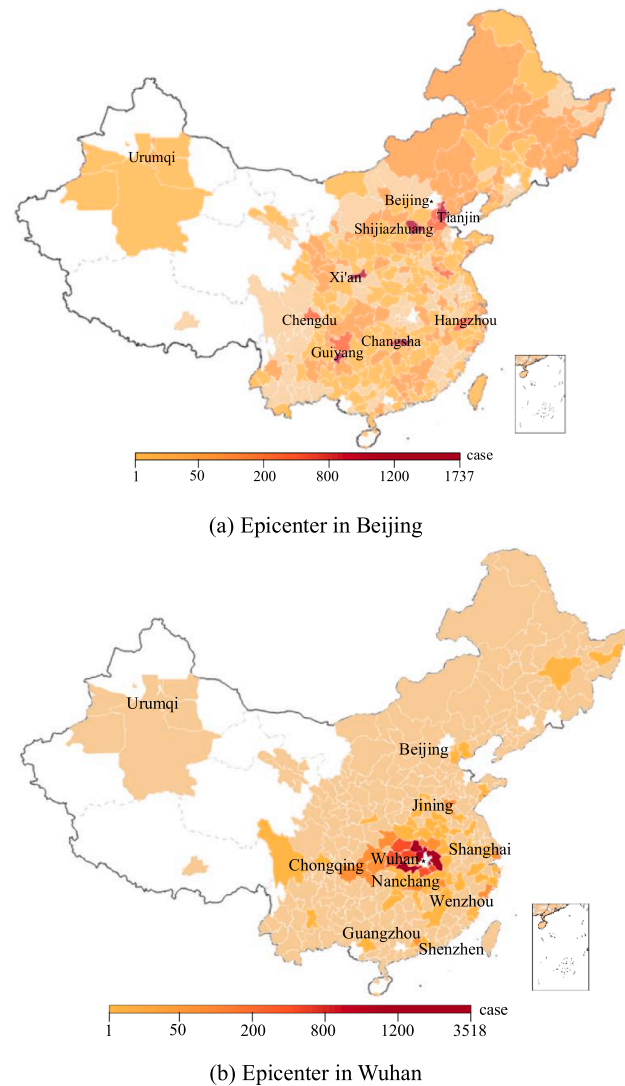 Urumqi
Beijing
Tianjin
Shijiazhuang
Xi'an
Chengdu
Hangzhou
Changsha
Guiyang
case
1 50 200 800 1200 1737
(a) Epicenter in Beijing
Urumqi
Beijing
Jining
Shanghai
Wuhan
Chongqing
Nanchang
Wenzhou
Guangzhou
Shenzhen
case
1 50 200 800 1200 3518
(b) Epicenter in Wuhan